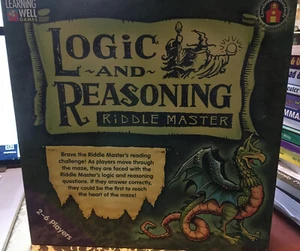 LEARNING
WELL
GAMES
LOGIC
~AND~
REASONING
RIDDLE MASTER
Brave the Riddle Master's reading
challenge! As players move through
the maze, they are faced with the
Riddle Master's logic and reasoning
questions. If they answer correctly,
they could be the first to reach
the heart of the maze!
2-6 Players